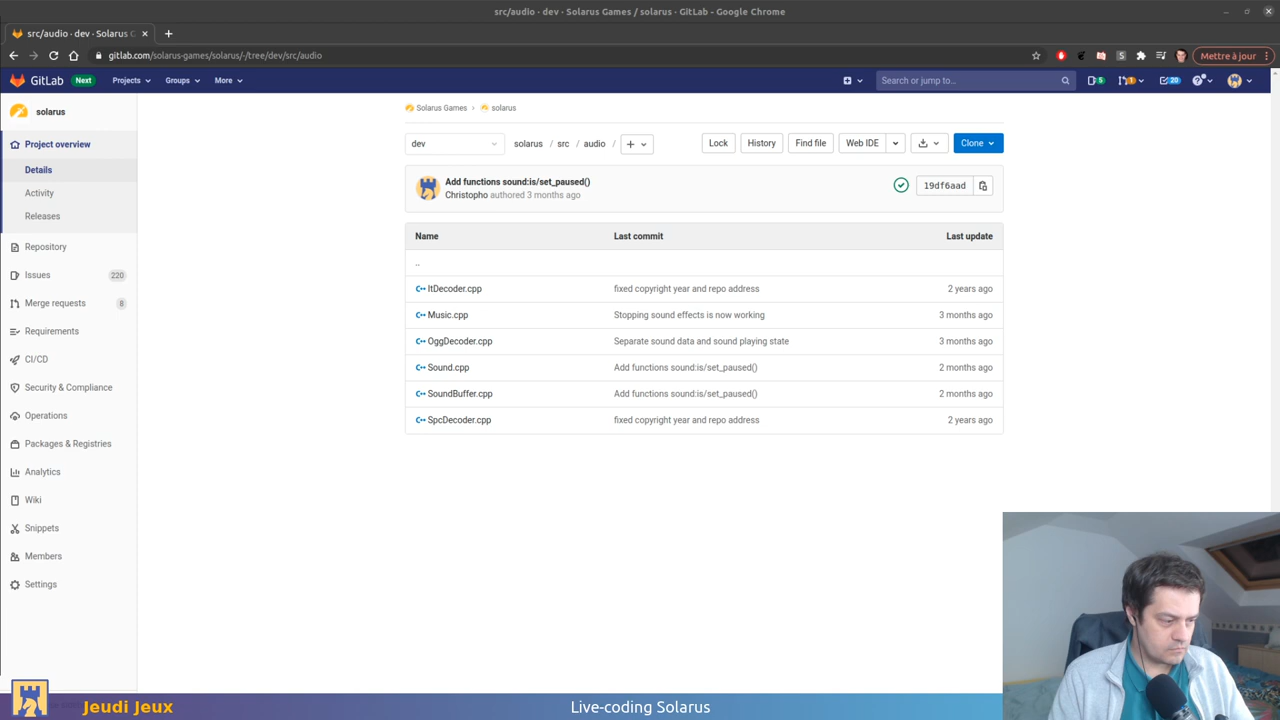 src/audio · dev · Solarus Games / solarus · GitLab - Google Chrome
src/audio · dev · Solarus G
gitlab.com/solarus-games/solarus/-/tree/dev/src/audio
Mettre à jour
GitLab Next Projects Groups More Search or jump to... 5 1 20
solarus
Project overview
Details
Activity
Releases
Repository
Issues 220
Merge requests 8
Requirements
CI/CD
Security & Compliance
Operations
Packages & Registries
Analytics
Wiki
Snippets
Members
Settings
Solarus Games › solarus
dev solarus / src / audio / + Lock History Find file Web IDE Clone
Add functions sound:is/set_paused()
Christopho authored 3 months ago
19df6aad
Name Last commit Last update
..
ItDecoder.cpp fixed copyright year and repo address 2 years ago
Music.cpp Stopping sound effects is now working 3 months ago
OggDecoder.cpp Separate sound data and sound playing state 3 months ago
Sound.cpp Add functions sound:is/set_paused() 2 months ago
SoundBuffer.cpp Add functions sound:is/set_paused() 2 months ago
SpcDecoder.cpp fixed copyright year and repo address 2 years ago
Jeudi Jeux
Live-coding Solarus